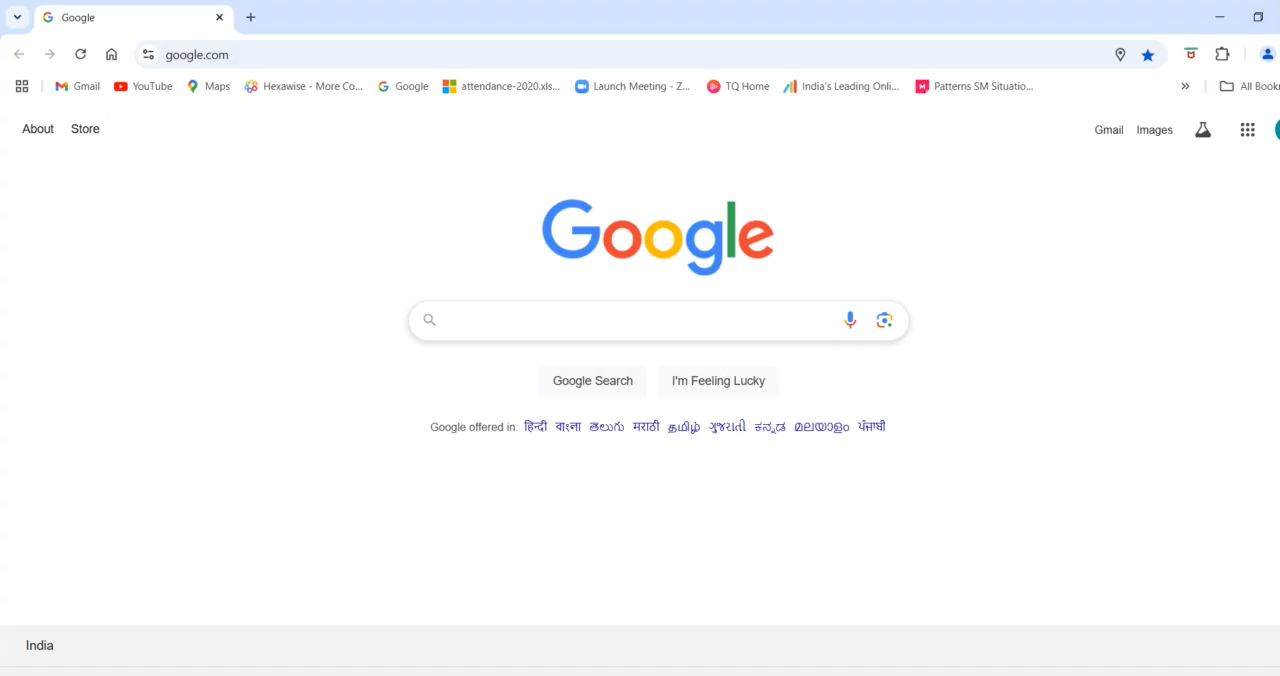 Google
google.com
Gmail YouTube Maps Hexawise - More Co... Google attendance-2020.xls... Launch Meeting - Z... TQ Home India's Leading Onli... Patterns SM Situatio... » All Book
About Store Gmail Images
Google
Google Search I'm Feeling Lucky
Google offered in: हिन्दी বাংলা తెలుగు मराठी தமிழ் ગુજરાતી ಕನ್ನಡ മലയാളം ਪੰਜਾਬੀ
India